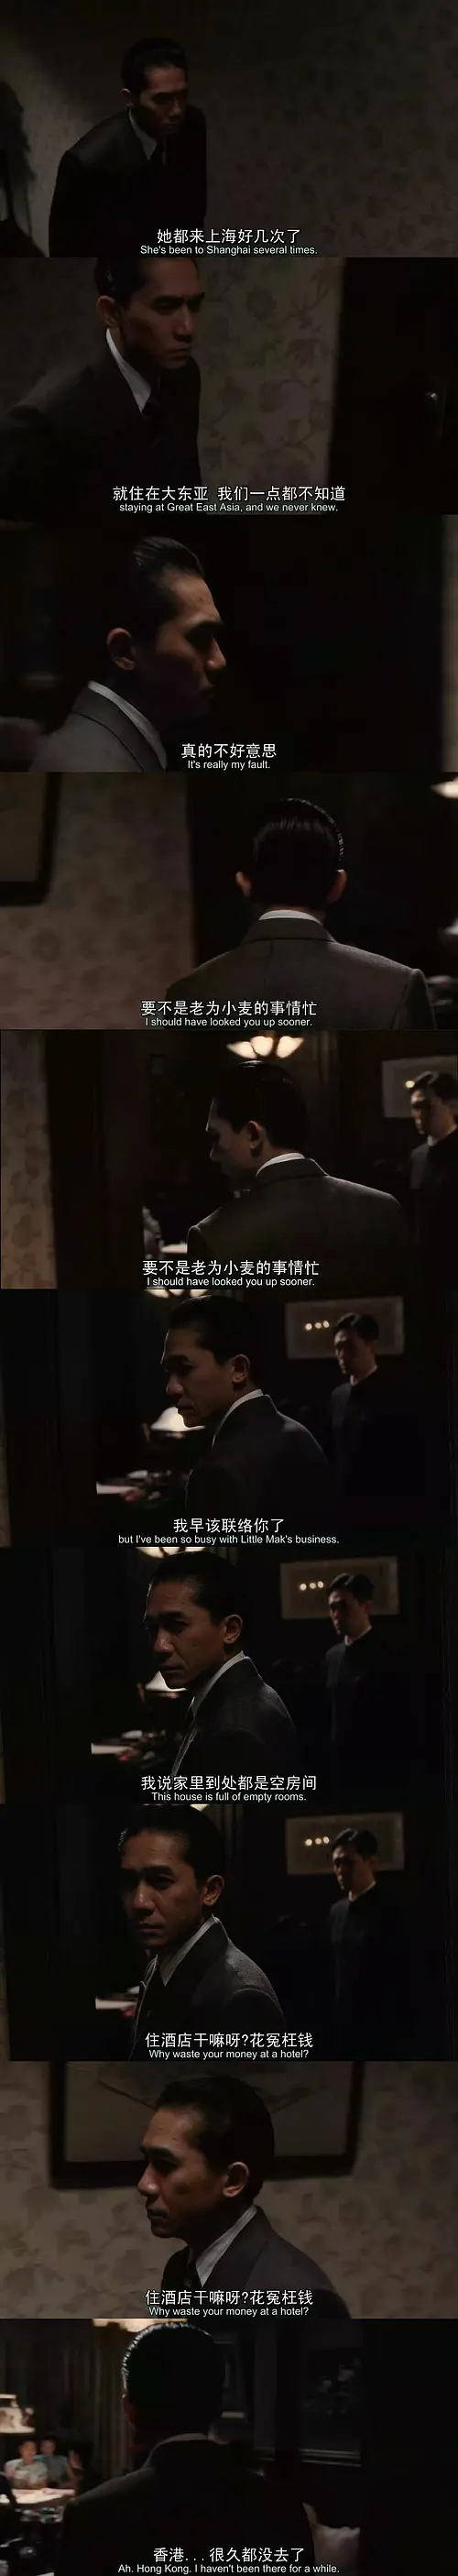 她都来上海好几次了
She's been to Shanghai several times.
就住在大东亚 我们一点都不知道
staying at Great East Asia, and we never knew.
真的不好意思
It's really my fault.
要不是老为小麦的事情忙
I should have looked you up sooner.
要不是老为小麦的事情忙
I should have looked you up sooner.
我早该联络你了
but I've been so busy with Little Mak's business.
我说家里到处都是空房间
This house is full of empty rooms.
住酒店干嘛呀?花冤枉钱
Why waste your money at a hotel?
住酒店干嘛呀?花冤枉钱
Why waste your money at a hotel?
香港...很久都没去了
Ah. Hong Kong. I haven't been there for a while.